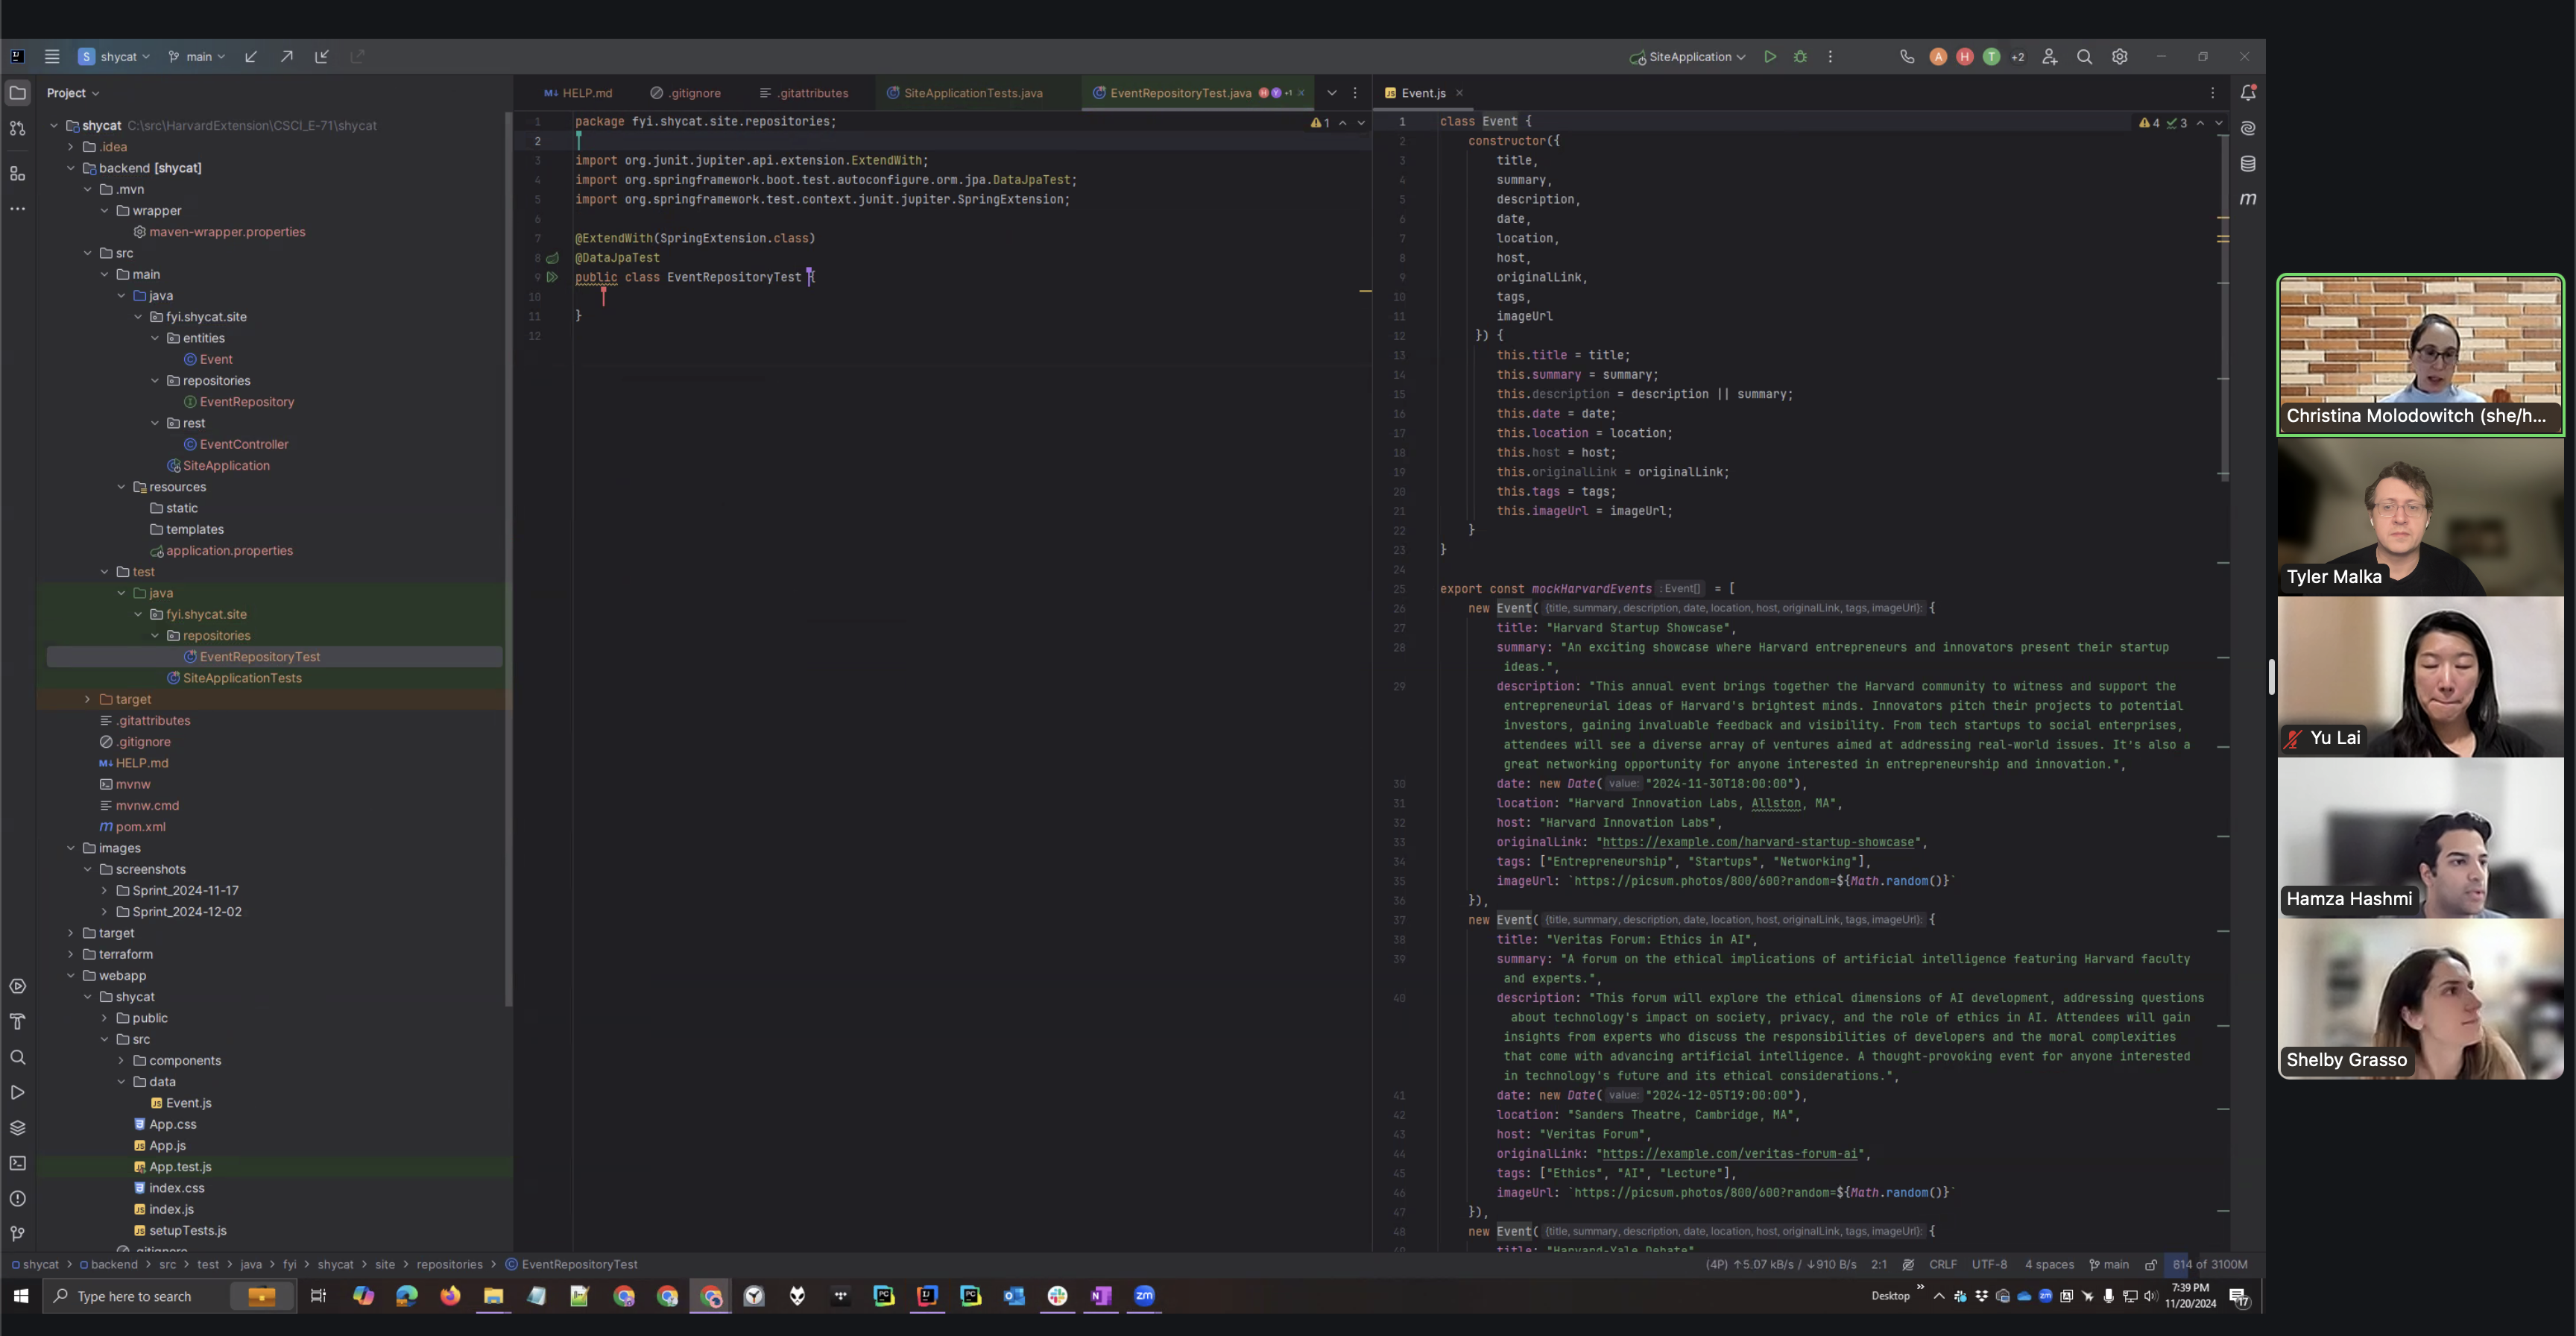 shycat
main
SiteApplication
A
H
T
+2
Project
shycat C:\src\HarvardExtension\CSCI_E-71\shycat
.idea
backend [shycat]
.mvn
wrapper
maven-wrapper.properties
src
main
java
fyi.shycat.site
entities
Event
repositories
EventRepository
rest
EventController
SiteApplication
resources
static
templates
application.properties
test
java
fyi.shycat.site
repositories
EventRepositoryTest
SiteApplicationTests
target
.gitattributes
.gitignore
HELP.md
mvnw
mvnw.cmd
pom.xml
images
screenshots
Sprint_2024-11-17
Sprint_2024-12-02
target
terraform
webapp
shycat
public
src
components
data
Event.js
App.css
App.js
App.test.js
index.css
index.js
setupTests.js
.gitignore
HELP.md
.gitignore
.gitattributes
SiteApplicationTests.java
EventRepositoryTest.java
+1
1
1 package fyi.shycat.site.repositories;
2
3 import org.junit.jupiter.api.extension.ExtendWith;
4 import org.springframework.boot.test.autoconfigure.orm.jpa.DataJpaTest;
5 import org.springframework.test.context.junit.jupiter.SpringExtension;
6
7 @ExtendWith(SpringExtension.class)
8 @DataJpaTest
9 public class EventRepositoryTest {
10
11 }
12
Event.js
4
3
1 class Event {
2 constructor({
3 title,
4 summary,
5 description,
6 date,
7 location,
8 host,
9 originalLink,
10 tags,
11 imageUrl
12 }) {
13 this.title = title;
14 this.summary = summary;
15 this.description = description || summary;
16 this.date = date;
17 this.location = location;
18 this.host = host;
19 this.originalLink = originalLink;
20 this.tags = tags;
21 this.imageUrl = imageUrl;
22 }
23 }
24
25 export const mockHarvardEvents : Event[] = [
26 new Event( {title, summary, description, date, location, host, originalLink, tags, imageUrl}: {
27 title: "Harvard Startup Showcase",
28 summary: "An exciting showcase where Harvard entrepreneurs and innovators present their startup
ideas.",
29 description: "This annual event brings together the Harvard community to witness and support the
entrepreneurial ideas of Harvard's brightest minds. Innovators pitch their projects to potential
investors, gaining invaluable feedback and visibility. From tech startups to social enterprises,
attendees will see a diverse array of ventures aimed at addressing real-world issues. It's also a
great networking opportunity for anyone interested in entrepreneurship and innovation.",
30 date: new Date( value: "2024-11-30T18:00:00"),
31 location: "Harvard Innovation Labs, Allston, MA",
32 host: "Harvard Innovation Labs",
33 originalLink: "https://example.com/harvard-startup-showcase",
34 tags: ["Entrepreneurship", "Startups", "Networking"],
35 imageUrl: `https://picsum.photos/800/600?random=${Math.random()}`
36 }),
37 new Event( {title, summary, description, date, location, host, originalLink, tags, imageUrl}: {
38 title: "Veritas Forum: Ethics in AI",
39 summary: "A forum on the ethical implications of artificial intelligence featuring Harvard faculty
and experts.",
40 description: "This forum will explore the ethical dimensions of AI development, addressing questions
about technology's impact on society, privacy, and the role of ethics in AI. Attendees will gain
insights from experts who discuss the responsibilities of developers and the moral complexities
that come with advancing artificial intelligence. A thought-provoking event for anyone interested
in technology's future and its ethical considerations.",
41 date: new Date( value: "2024-12-05T19:00:00"),
42 location: "Sanders Theatre, Cambridge, MA",
43 host: "Veritas Forum",
44 originalLink: "https://example.com/veritas-forum-ai",
45 tags: ["Ethics", "AI", "Lecture"],
46 imageUrl: `https://picsum.photos/800/600?random=${Math.random()}`
47 }),
48 new Event( {title, summary, description, date, location, host, originalLink, tags, imageUrl}: {
title: "Harvard-Yale Debate"
Christina Molodowitch (she/h...
Tyler Malka
Yu Lai
Hamza Hashmi
Shelby Grasso
shycat > backend > src > test > java > fyi > shycat > site > repositories > EventRepositoryTest
(4P) ↑5.07 kB/s / ↓910 B/s 2:1 CRLF UTF-8 4 spaces main 814 of 3100M
Type here to search
Desktop
7:39 PM
11/20/2024
17